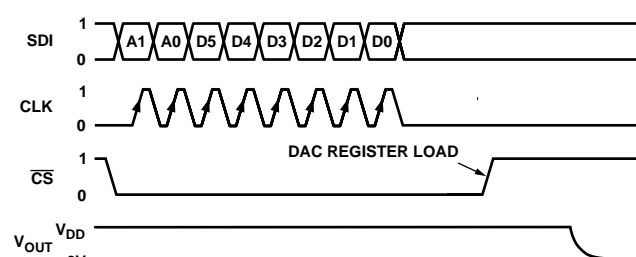 1
SDI A1 A0 D5 D4 D3 D2 D1 D0
0
1
CLK
0
DAC REGISTER LOAD
1
CS
0
VDD
VOUT